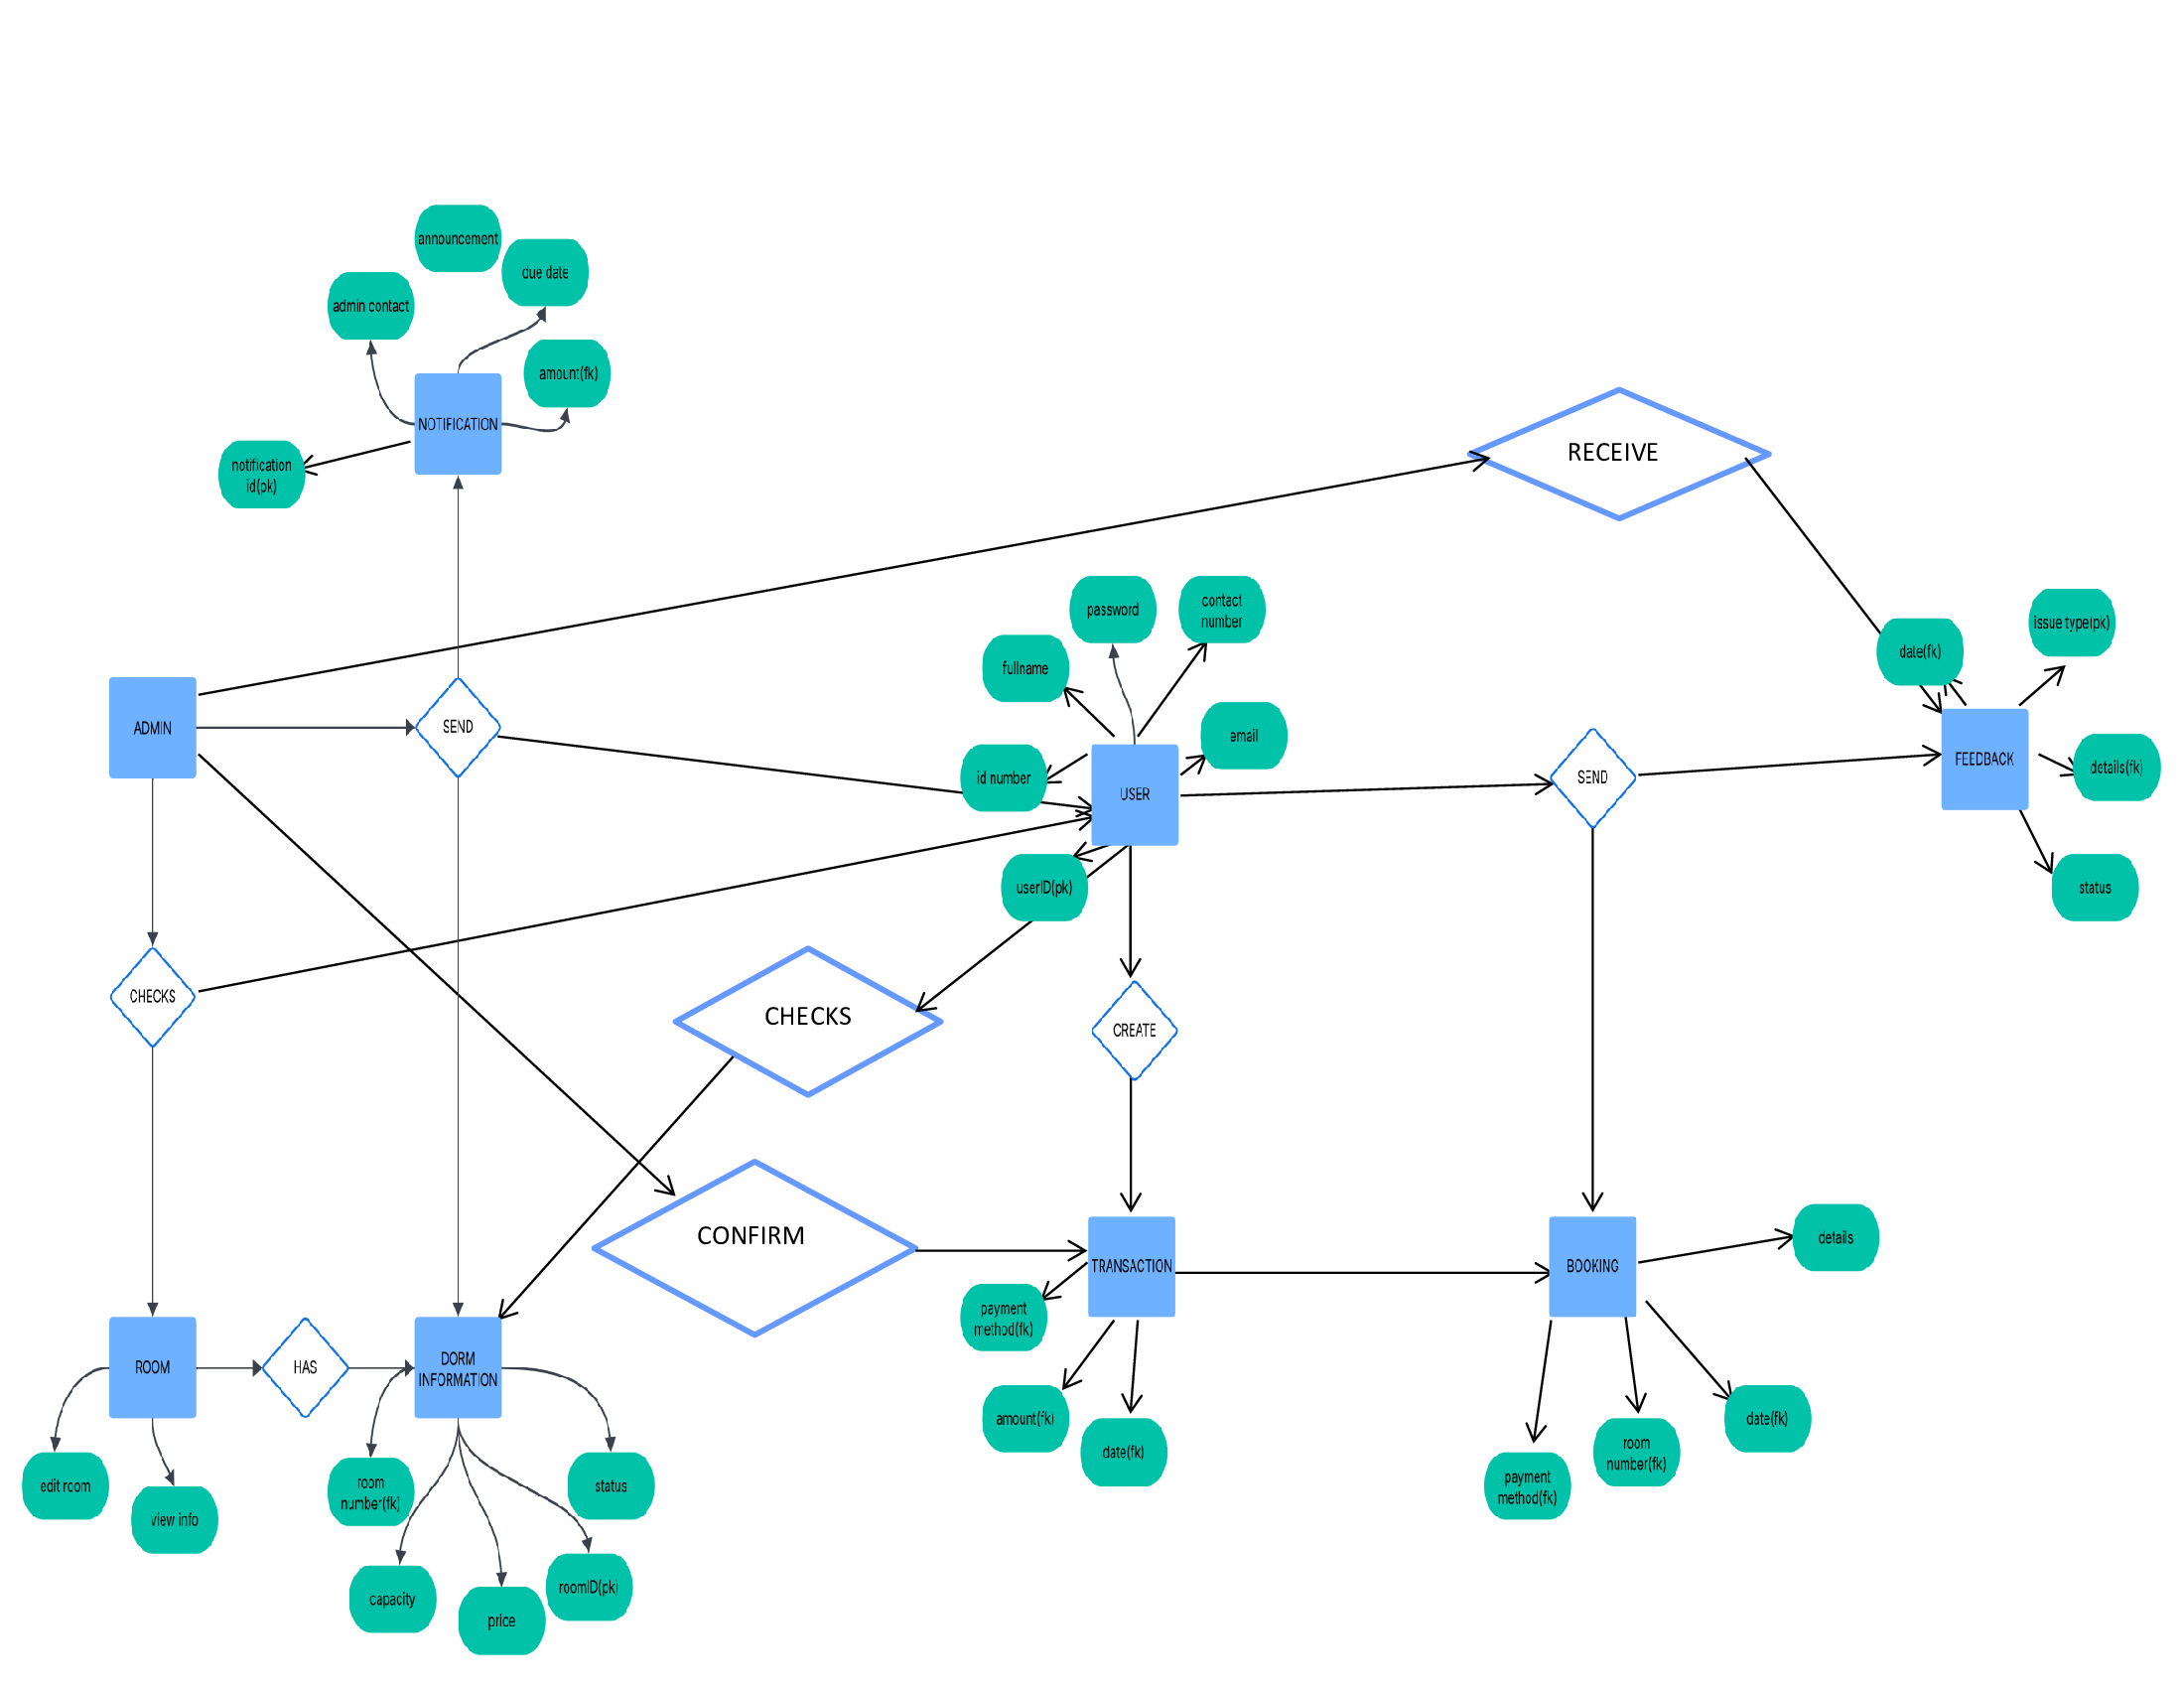 announcement
due date
admin contact
amount(fk)
NOTIFICATION
notification
id(pk)
RECEIVE
password
contact
number
fullname
issue type(pk)
date(fk)
ADMIN
SEND
email
id number
USER
SEND
FEEDBACK
details(fk)
userID(pk)
status
CHECKS
CHECKS
CREATE
CONFIRM
TRANSACTION
BOOKING
details
payment
method(fk)
ROOM
HAS
DORM
INFORMATION
amount(fk)
date(fk)
date(fk)
room
number(fk)
edit room
room
number(fk)
status
payment
method(fk)
view info
capacity
roomID(pk)
price